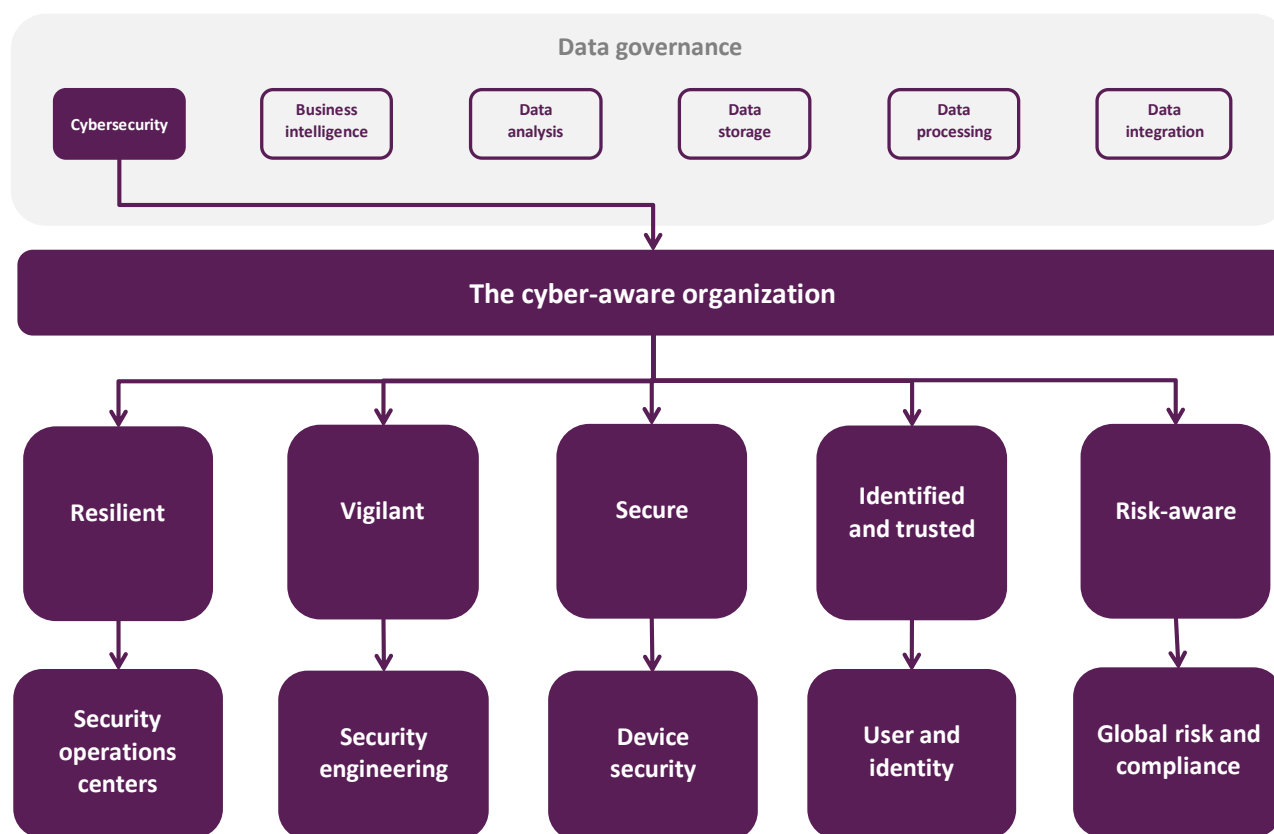 Data governance
Cybersecurity
Business
intelligence
Data
analysis
Data
storage
Data
processing
Data
integration
The cyber-aware organization
Resilient
Vigilant
Secure
Identified
and trusted
Risk-aware
Security
operations
centers
Security
engineering
Device
security
User and
identity
Global risk and
compliance